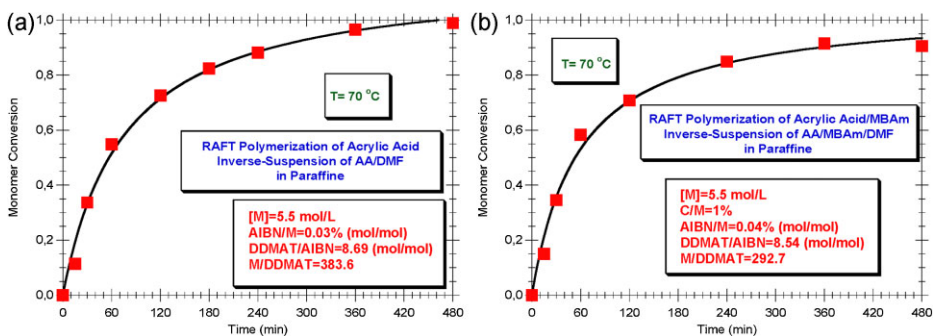 (a)
1,0
0,8
0,6
0,4
0,2
0,0
Monomer Conversion
0 60 120 180 240 300 360 420 480
Time (min)
T= 70 °C
RAFT Polymerization of Acrylic Acid
Inverse-Suspension of AA/DMF
in Paraffine
[M]=5.5 mol/L
AIBN/M=0.03% (mol/mol)
DDMAT/AIBN=8.69 (mol/mol)
M/DDMAT=383.6
(b)
1,0
0,8
0,6
0,4
0,2
0,0
Monomer Conversion
0 60 120 180 240 300 360 420 480
Time (min)
T= 70 °C
RAFT Polymerization of Acrylic Acid/MBAm
Inverse-Suspension of AA/MBAm/DMF
in Paraffine
[M]=5.5 mol/L
C/M=1%
AIBN/M=0.04% (mol/mol)
DDMAT/AIBN=8.54 (mol/mol)
M/DDMAT=292.7